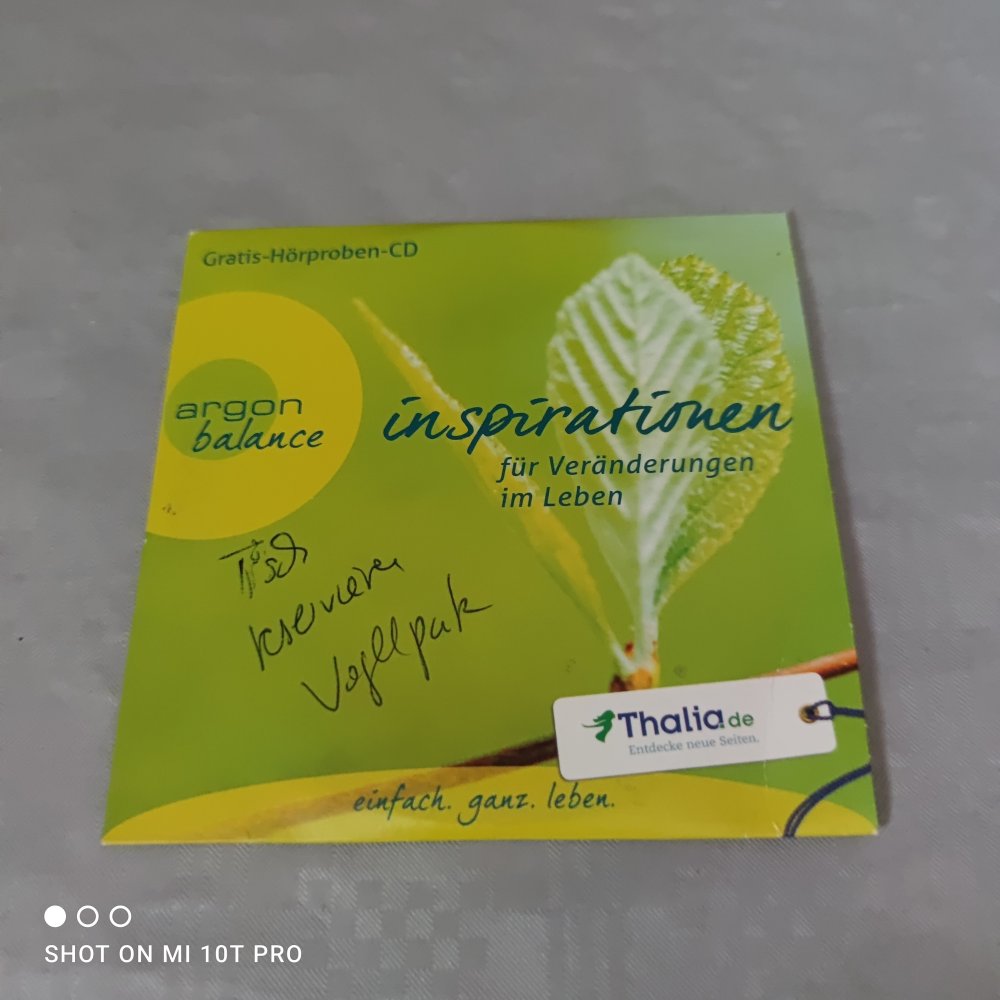 Gratis-Hörproben-CD
argon
balance
inspirationen
für Veränderungen
im Leben
Thalia.de
Entdecke neue Seiten.
einfach. ganz. leben.
SHOT ON MI 10T PRO